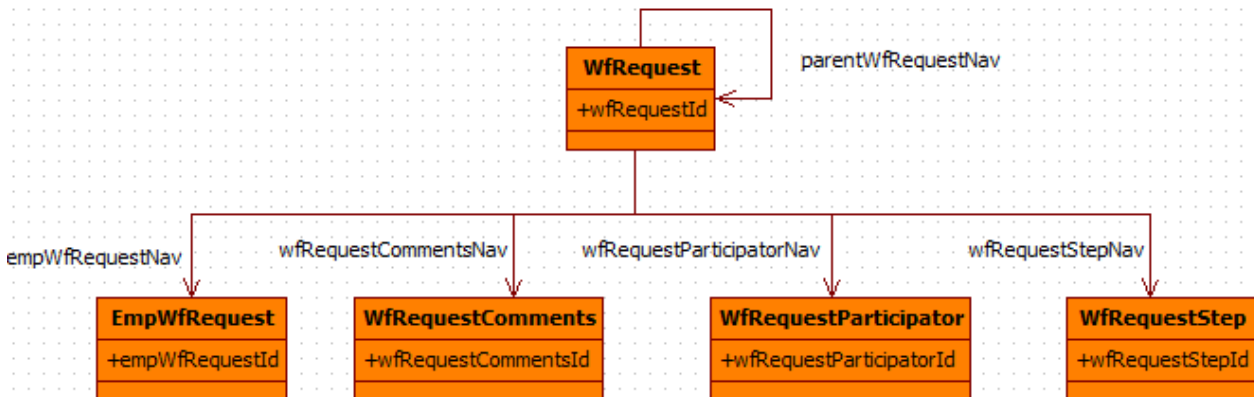 WfRequest
parentWfRequestNav
+wfRequestId
empWfRequestNav
wfRequestCommentsNav
wfRequestParticipatorNav
wfRequestStepNav
EmpWfRequest
WfRequestComments
WfRequestParticipator
WfRequestStep
+empWfRequestId
+wfRequestCommentsId
+wfRequestParticipatorId
+wfRequestStepId